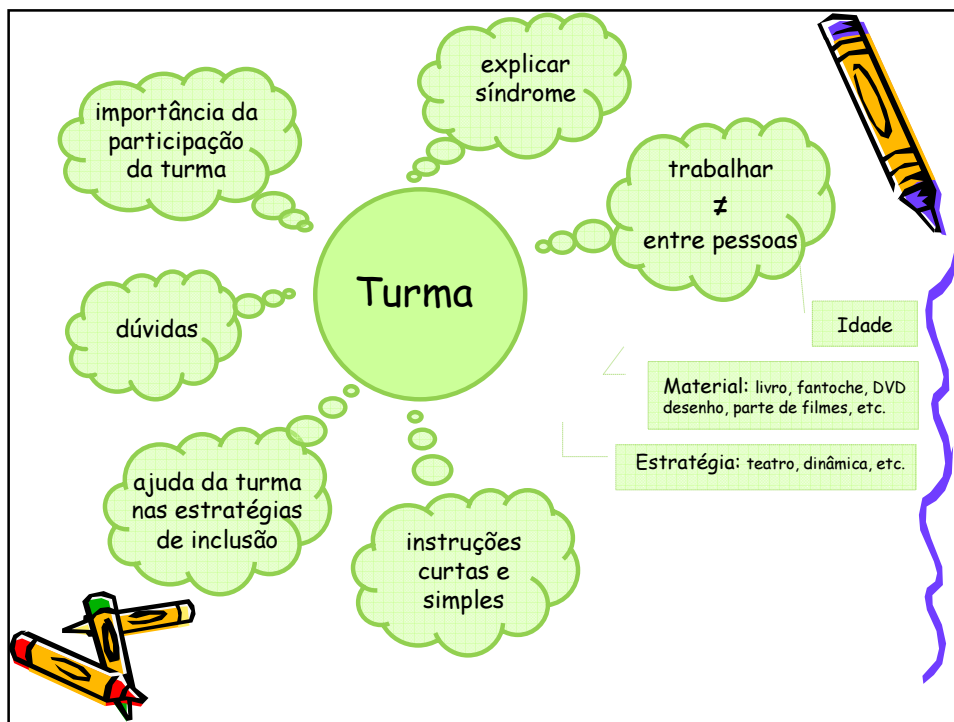 explicar
síndrome
importância da
participação
da turma
trabalhar
≠
entre pessoas
Turma
dúvidas
Idade
Material: livro, fantoche, DVD
desenho, parte de filmes, etc.
Estratégia: teatro, dinâmica, etc.
ajuda da turma
nas estratégias
de inclusão
instruções
curtas e
simples